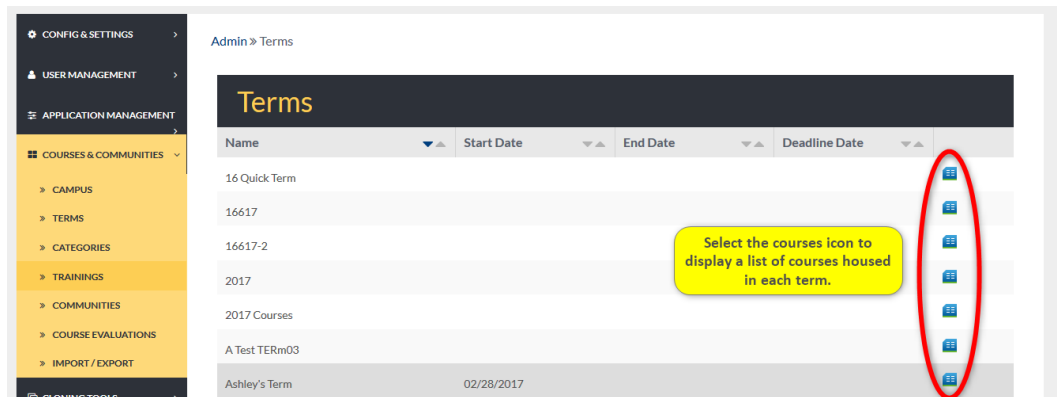 CONFIG & SETTINGS
Admin » Terms
USER MANAGEMENT
Terms
APPLICATION MANAGEMENT
Name Start Date End Date Deadline Date
COURSES & COMMUNITIES
16 Quick Term
» CAMPUS
16617
» TERMS
16617-2
» CATEGORIES
Select the courses icon to
display a list of courses housed
in each term.
2017
» TRAININGS
2017 Courses
» COMMUNITIES
» COURSE EVALUATIONS
A Test TERm03
» IMPORT / EXPORT
Ashley's Term 02/28/2017
CLONING TOOLS